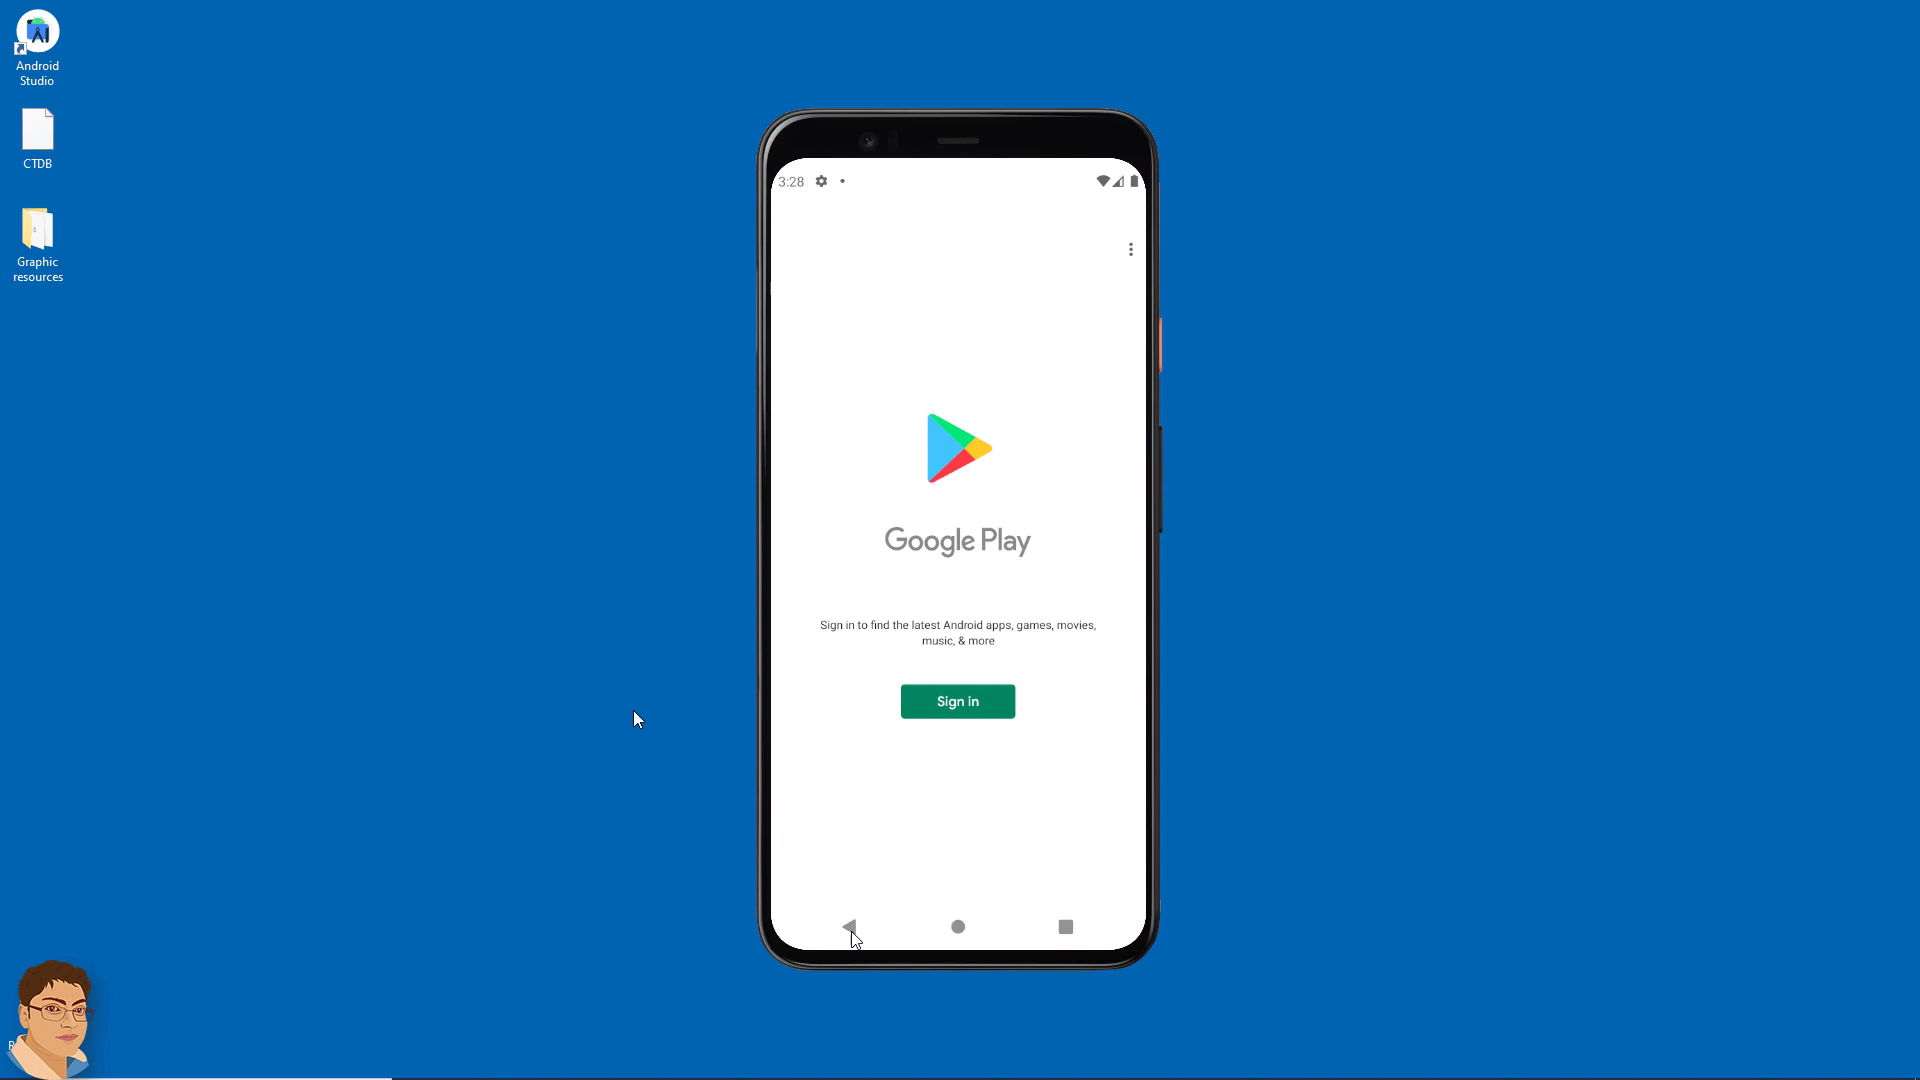 Android
Studio
CTDB
Graphic
resources
3:28
Google Play
Sign in to find the latest Android apps, games, movies,
music, & more
Sign in